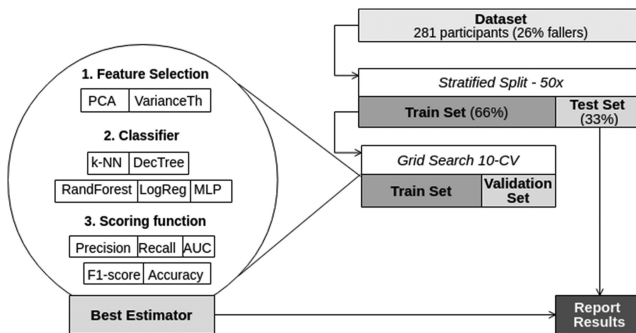 Dataset
281 participants (26% fallers)
Stratified Split - 50x
Train Set (66%)
Test Set
(33%)
Grid Search 10-CV
Train Set
Validation
Set
1. Feature Selection
PCA
VarianceTh
2. Classifier
k-NN
DecTree
RandForest
LogReg
MLP
3. Scoring function
Precision
Recall
AUC
F1-score
Accuracy
Best Estimator
Report
Results